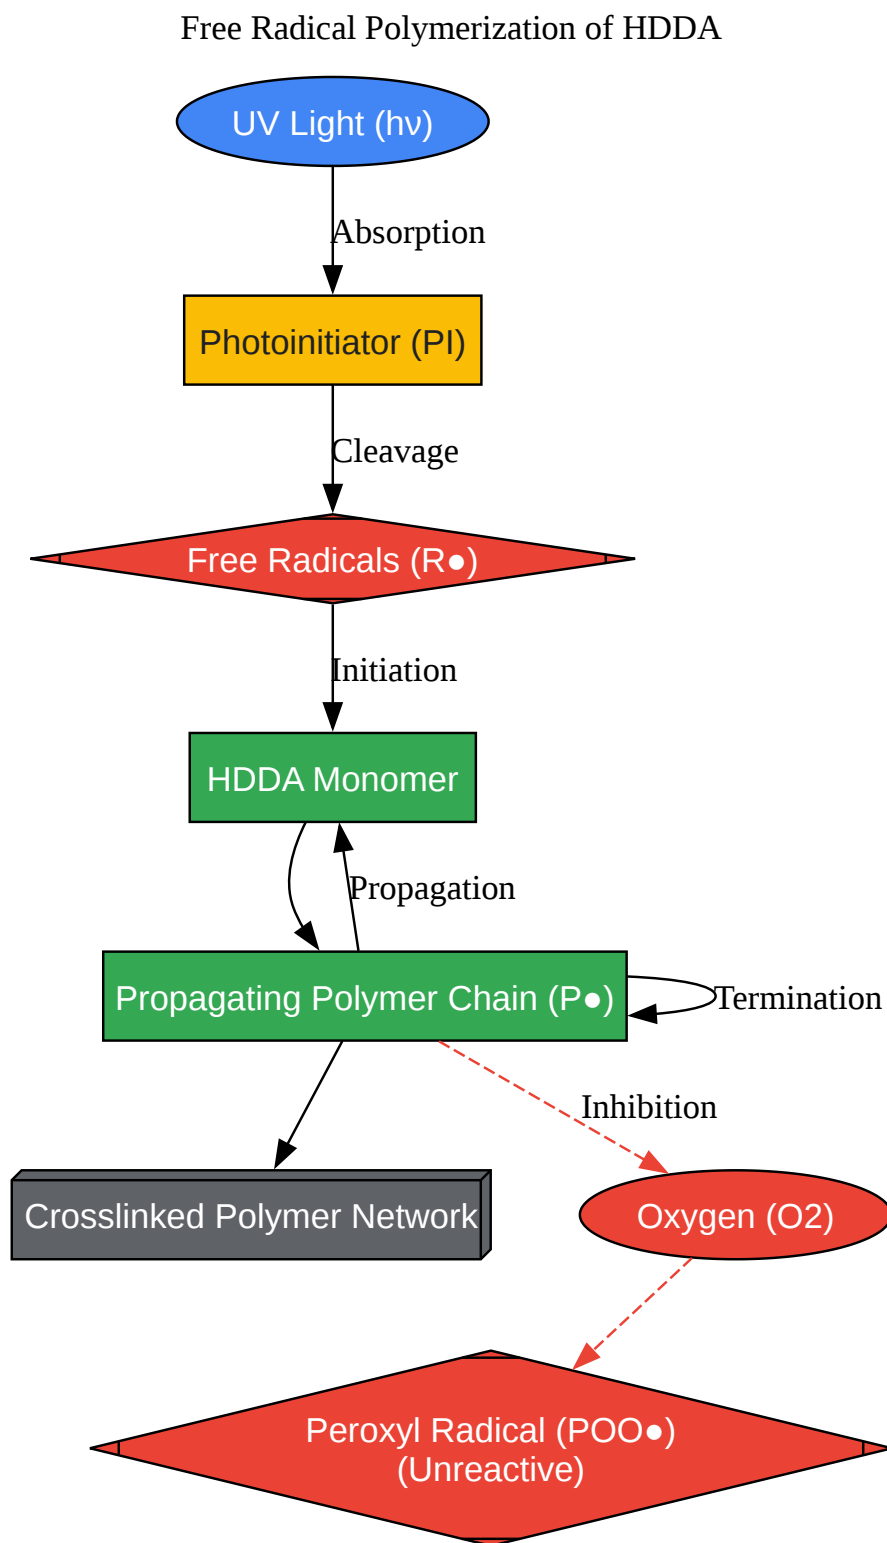 Free Radical Polymerization of HDDA
UV Light (hν)
Absorption
Photoinitiator (PI)
Cleavage
Free Radicals (R●)
Initiation
HDDA Monomer
Propagation
Propagating Polymer Chain (P●)
Termination
Inhibition
Crosslinked Polymer Network
Oxygen (O2)
Peroxyl Radical (POO●)
(Unreactive)